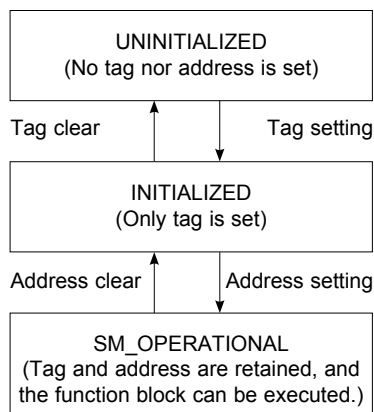 UNINITIALIZED
(No tag nor address is set)
Tag clear
Tag setting
INITIALIZED
(Only tag is set)
Address clear
Address setting
SM_OPERATIONAL
(Tag and address are retained, and
the function block can be executed.)